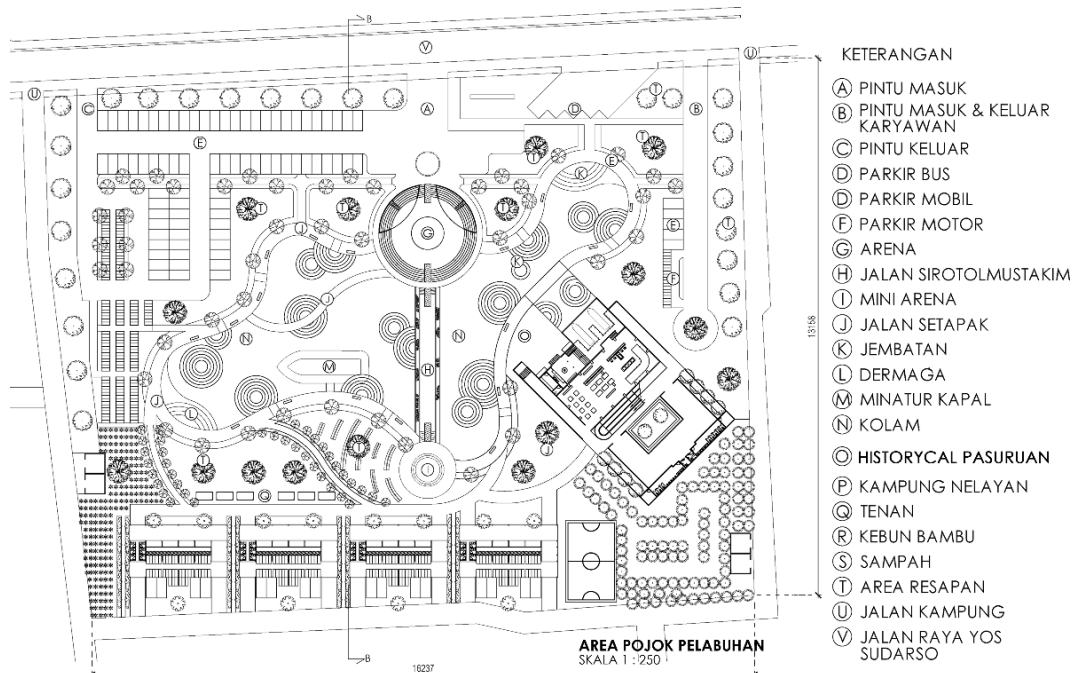 B
V
U
U
KETERANGAN
A PINTU MASUK
B PINTU MASUK & KELUAR
KARYAWAN
C PINTU KELUAR
D PARKIR BUS
D PARKIR MOBIL
F PARKIR MOTOR
G ARENA
H JALAN SIROTOLMUSTAKIM
I MINI ARENA
J JALAN SETAPAK
K JEMBATAN
L DERMAGA
M MINATUR KAPAL
N KOLAM
O HISTORYCAL PASURUAN
P KAMPUNG NELAYAN
Q TENAN
R KEBUN BAMBU
S SAMPAH
T AREA RESAPAN
U JALAN KAMPUNG
V JALAN RAYA YOS
SUDARSO
C
A
D
T
B
E
T
T
E
K
T
T
T
T
J
G
E
K
F
J
N
N
O
M
H
J
L
T
T
I
J
Q
13158
AREA POJOK PELABUHAN
SKALA 1 : 250
B
16237